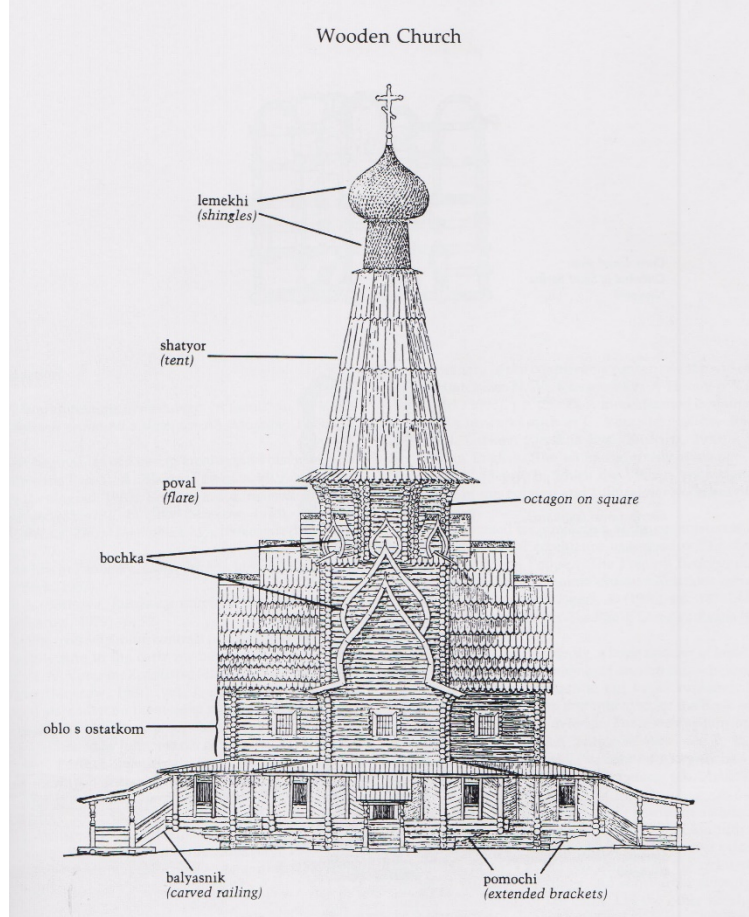 Wooden Church
lemekhi
(shingles)
shatyor
(tent)
poval
(flare)
octagon on square
bochka
oblo s ostatkom
balyasnik
(carved railing)
pomochi
(extended brackets)